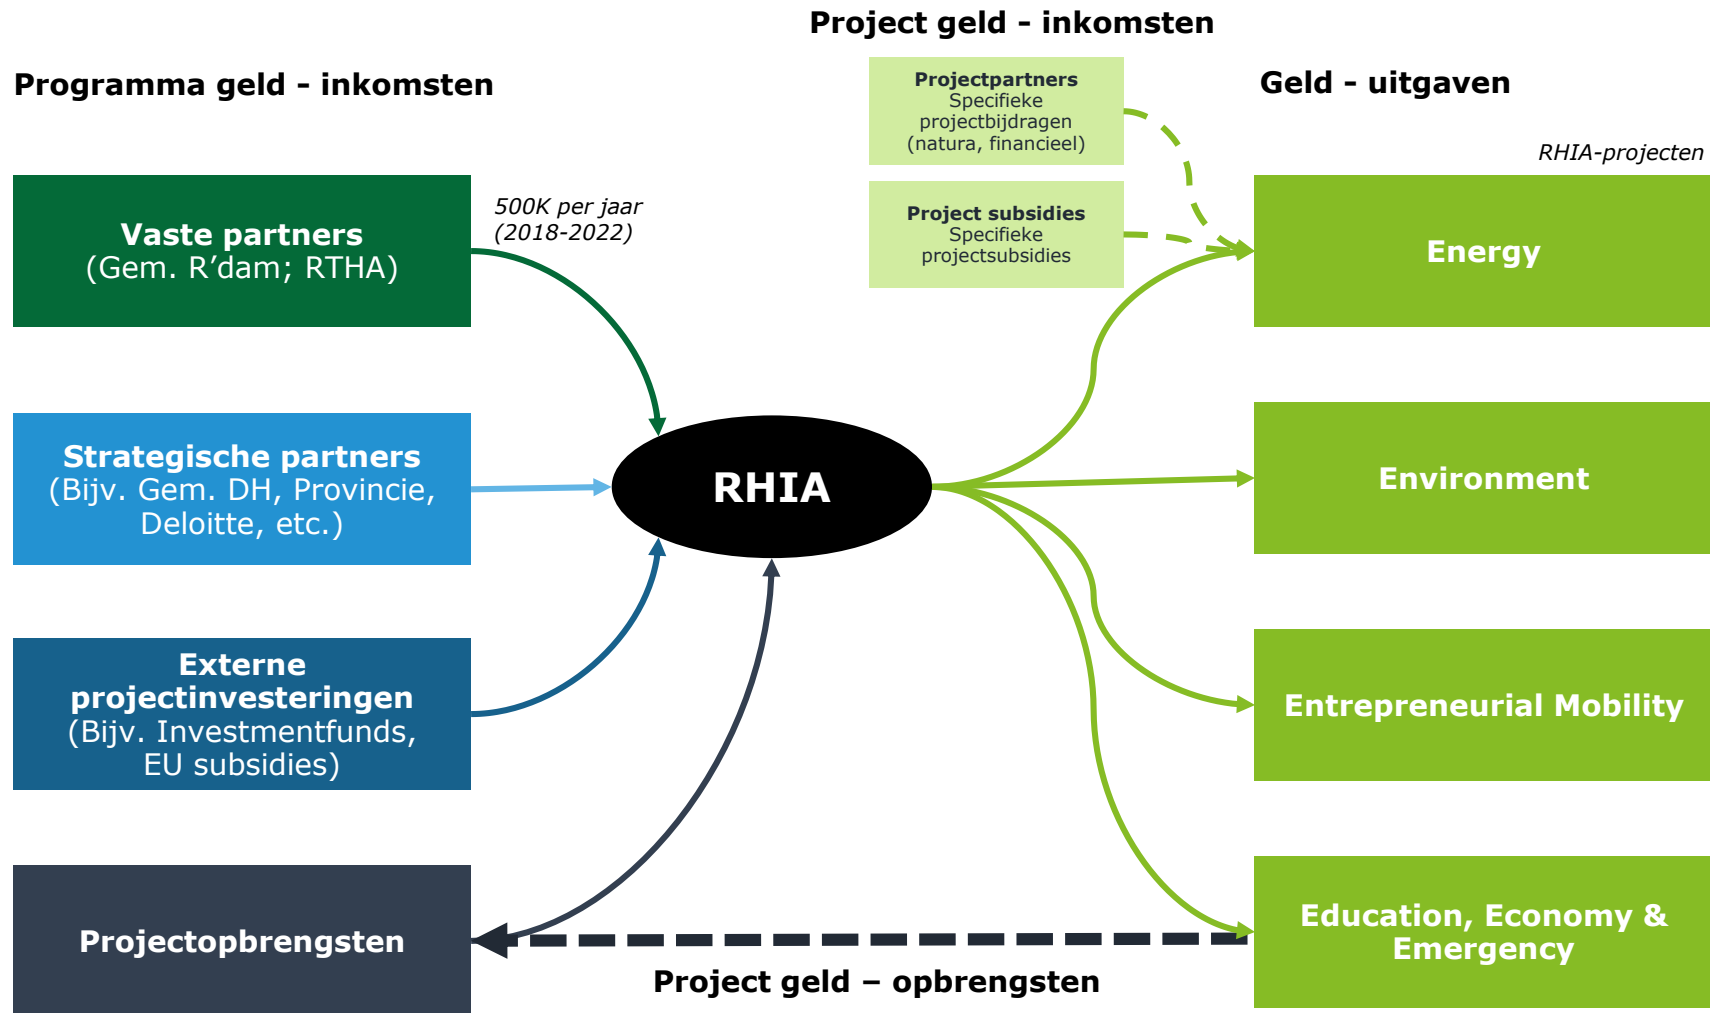 Project geld – inkomsten
Programma geld – inkomsten
Geld – uitgaven
Projectpartners
Specifieke
projectbijdragen
(natura, financieel)
RHIA-projecten
Project subsidies
Specifieke
projectsubsidies
Vaste partners
(Gem. R’dam; RTHA)
500K per jaar
(2018-2022)
Energy
Strategische partners
(Bijv. Gem. DH, Provincie,
Deloitte, etc.)
RHIA
Environment
Externe
projectinvesteringen
(Bijv. Investmentfunds,
EU subsidies)
Entrepreneurial Mobility
Projectopbrengsten
Education, Economy &
Emergency
Project geld – opbrengsten